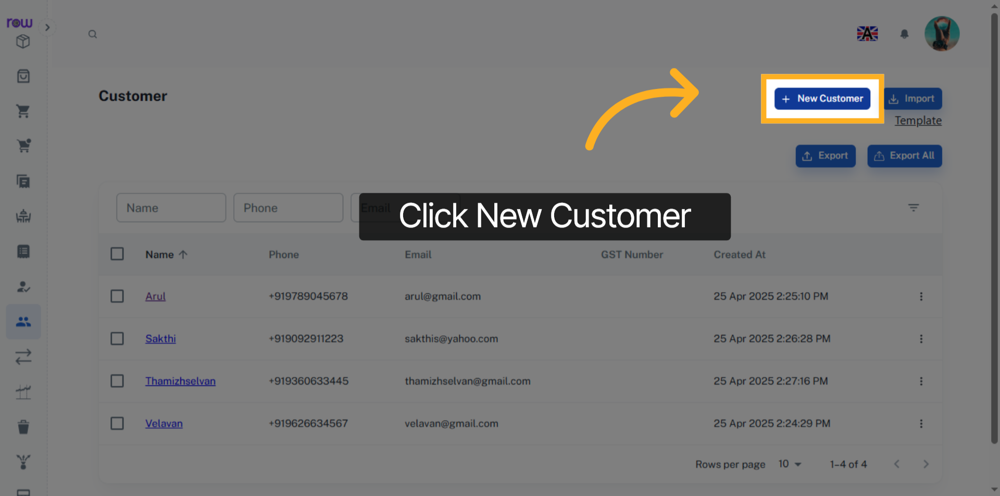 row
A
Customer
+ New Customer
Import
Template
Export
Export All
Name
Phone
Email
Click New Customer
Name Phone Email GST Number Created At
Arul +919789045678 arul@gmail.com 25 Apr 2025 2:25:10 PM
Sakthi +919092911223 sakthis@yahoo.com 25 Apr 2025 2:26:28 PM
Thamizhselvan +919360633445 thamizhselvan@gmail.com 25 Apr 2025 2:27:16 PM
Velavan +919626634567 velavan@gmail.com 25 Apr 2025 2:24:29 PM
Rows per page 10 1–4 of 4